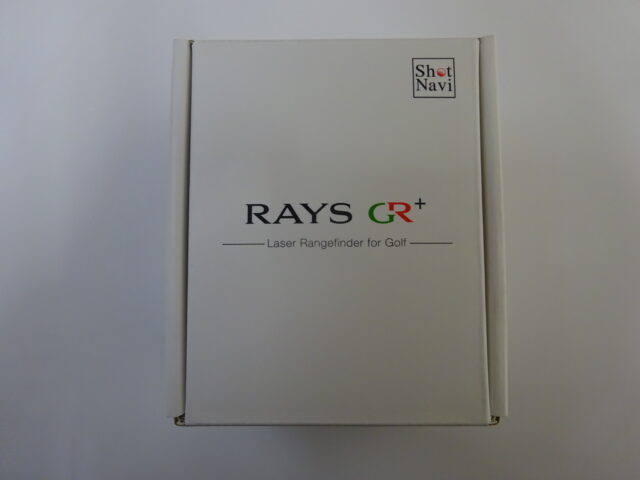 Shot
Navi
RAYS GR+
Laser Rangefinder for Golf